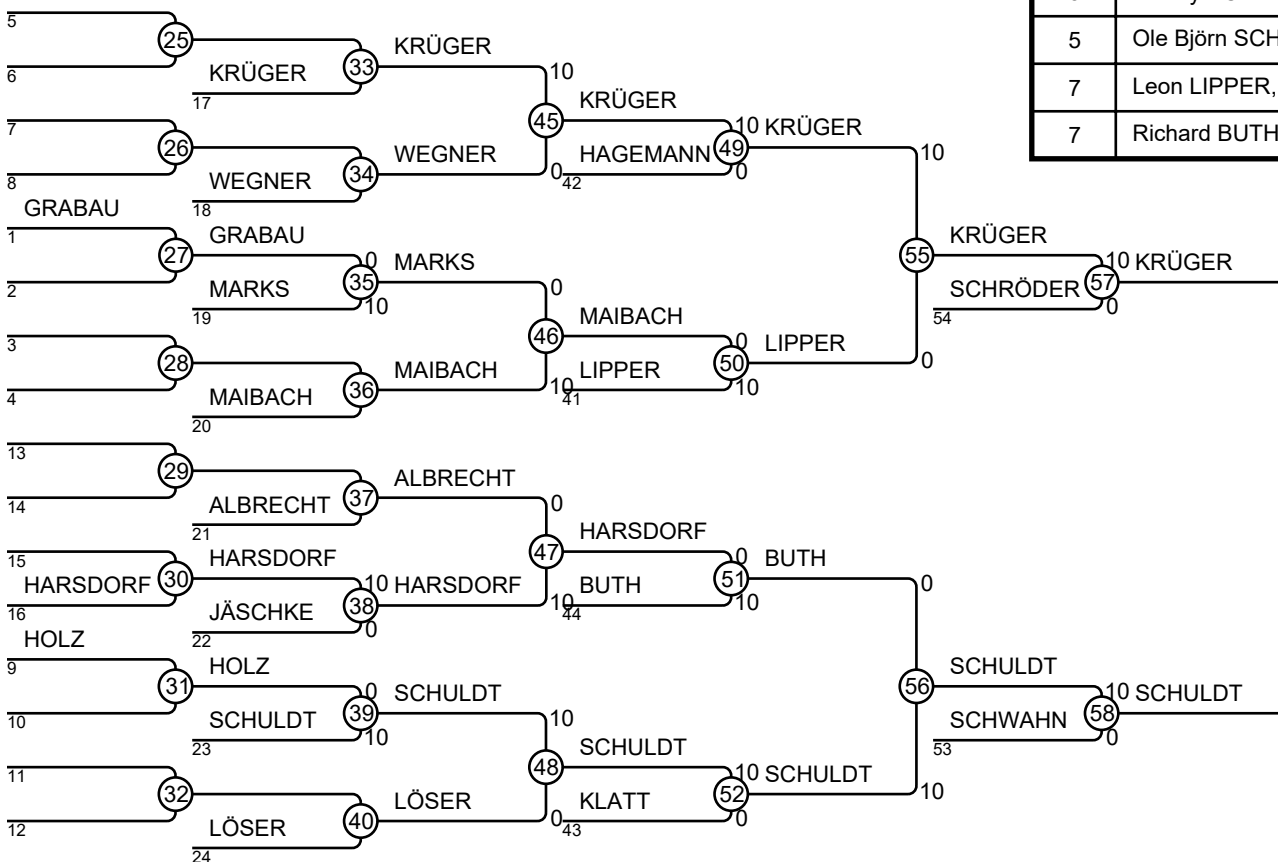 5
25
6
KRÜGER
17
33
KRÜGER
10
7
26
8
WEGNER
18
34
WEGNER
0
45
KRÜGER
10
HAGEMANN
42
0
49
KRÜGER
10
GRABAU
1
27
2
GRABAU
0
MARKS
19
10
35
MARKS
0
3
28
4
MAIBACH
20
36
MAIBACH
10
46
MAIBACH
0
LIPPER
41
10
50
LIPPER
0
55
KRÜGER
10
SCHRÖDER
54
0
57
KRÜGER
13
29
14
ALBRECHT
21
37
ALBRECHT
0
15
HARSDORF
16
30
HARSDORF
10
JÄSCHKE
22
0
38
HARSDORF
10
47
HARSDORF
0
BUTH
44
10
51
BUTH
0
HOLZ
9
31
10
HOLZ
0
SCHULDT
23
10
39
SCHULDT
10
11
32
12
LÖSER
24
40
LÖSER
0
48
SCHULDT
10
KLATT
43
0
52
SCHULDT
10
56
SCHULDT
10
SCHWAHN
53
0
58
SCHULDT
5 Ole Björn SCH
7 Leon LIPPER,
7 Richard BUTH